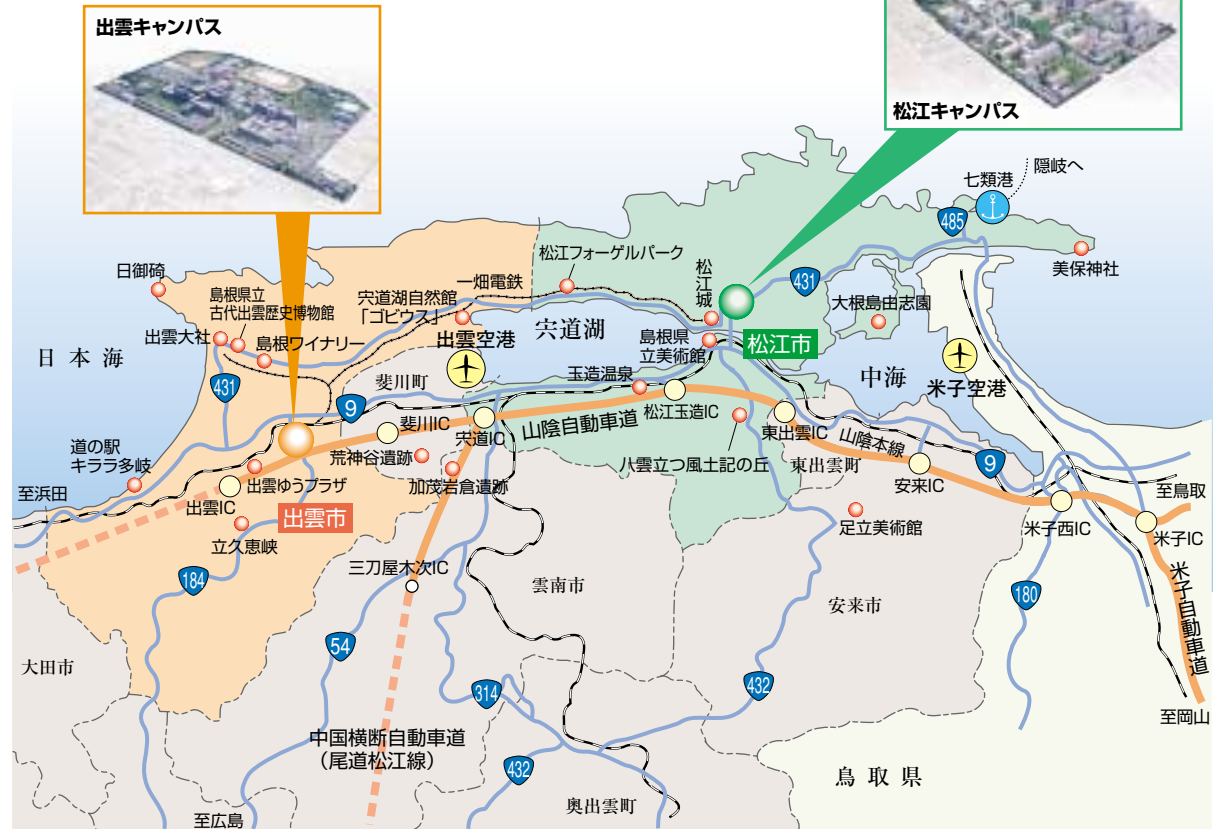 出雲キャンパス
松江キャンパス
隠岐へ
七類港
485
美保神社
431
松江フォーゲルパーク
松江城
大根島由志園
日御碕
一畑電鉄
島根県立
古代出雲歴史博物館
宍道湖自然館
「ゴビウス」
出雲大社
島根ワイナリー
出雲空港
宍道湖
島根県
立美術館
松江市
日本海
中海
米子空港
斐川町
玉造温泉
431
9
松江玉造IC
斐川IC
宍道IC
山陰自動車道
東出雲IC
山陰本線
道の駅
キララ多岐
荒神谷遺跡
八雲立つ風土記の丘
東出雲町
9
至浜田
出雲ゆうプラザ
加茂岩倉遺跡
安来IC
至鳥取
出雲IC
出雲市
足立美術館
米子西IC
米子IC
立久恵峡
三刀屋木次IC
184
雲南市
安来市
180
米子自動車道
54
大田市
314
432
至岡山
中国横断自動車道
(尾道松江線)
432
鳥取県
奥出雲町
至広島